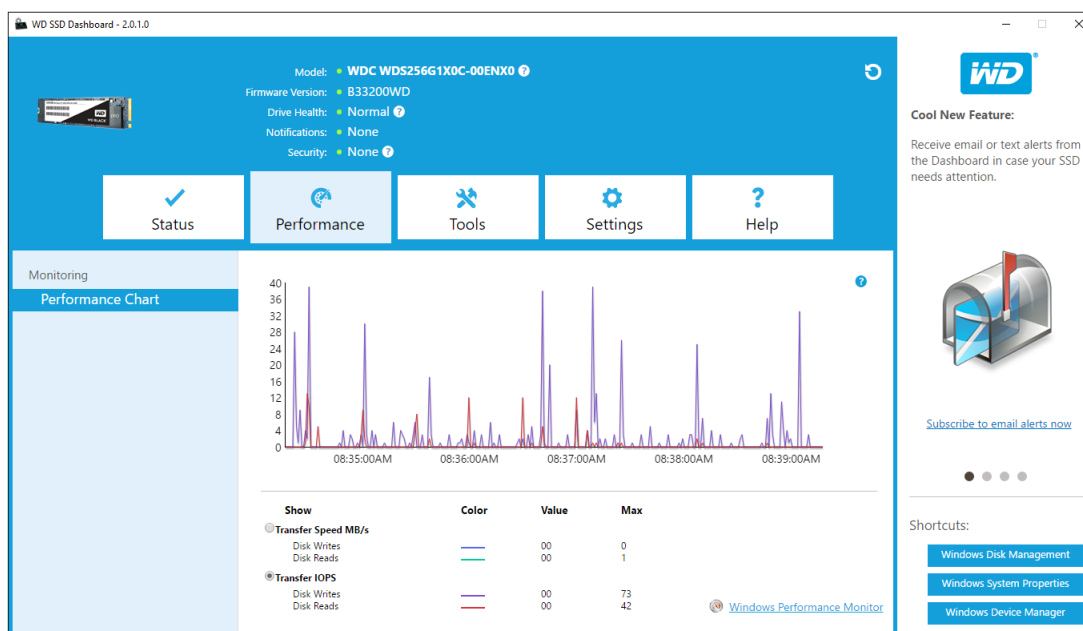 WD SSD Dashboard - 2.0.1.0
Model: WDC WDS256G1X0C-00ENX0 ?
Firmware Version: B33200WD
Drive Health: Normal ?
Notifications: None
Security: None ?
WD BLACK
Status
Performance
Tools
?
Settings
Help
Monitoring
Performance Chart
?
40
36
32
28
24
20
16
12
8
4
0
08:35:00AM 08:36:00AM 08:37:00AM 08:38:00AM 08:39:00AM
Show Color Value Max
Transfer Speed MB/s
Disk Writes 00 0
Disk Reads 00 1
Transfer IOPS
Disk Writes 00 73
Disk Reads 00 42
Windows Performance Monitor
WD®
Cool New Feature:
Receive email or text alerts from
the Dashboard in case your SSD
needs attention.
Subscribe to email alerts now
Shortcuts:
Windows Disk Management
Windows System Properties
Windows Device Manager